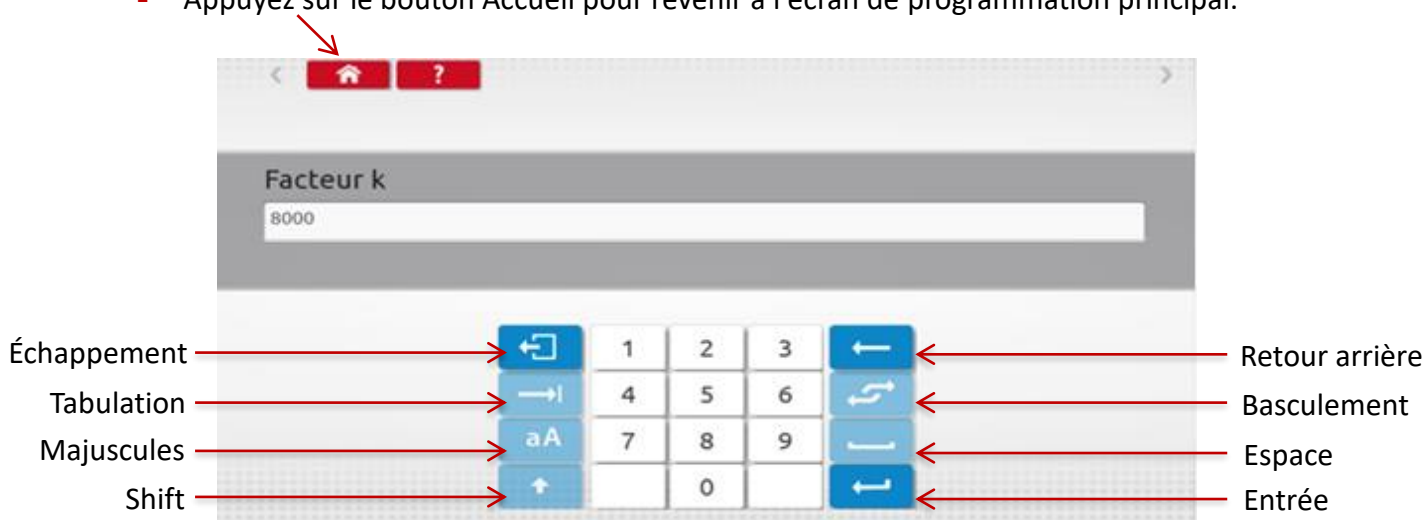 - Appuyez sur le bouton Accueil pour revenir à l'écran de programmation principal.
< ? >
Facteur k
8000
Échappement 1 2 3 Retour arrière
Tabulation 4 5 6 Basculement
Majuscules aA 7 8 9 Espace
Shift 0 Entrée